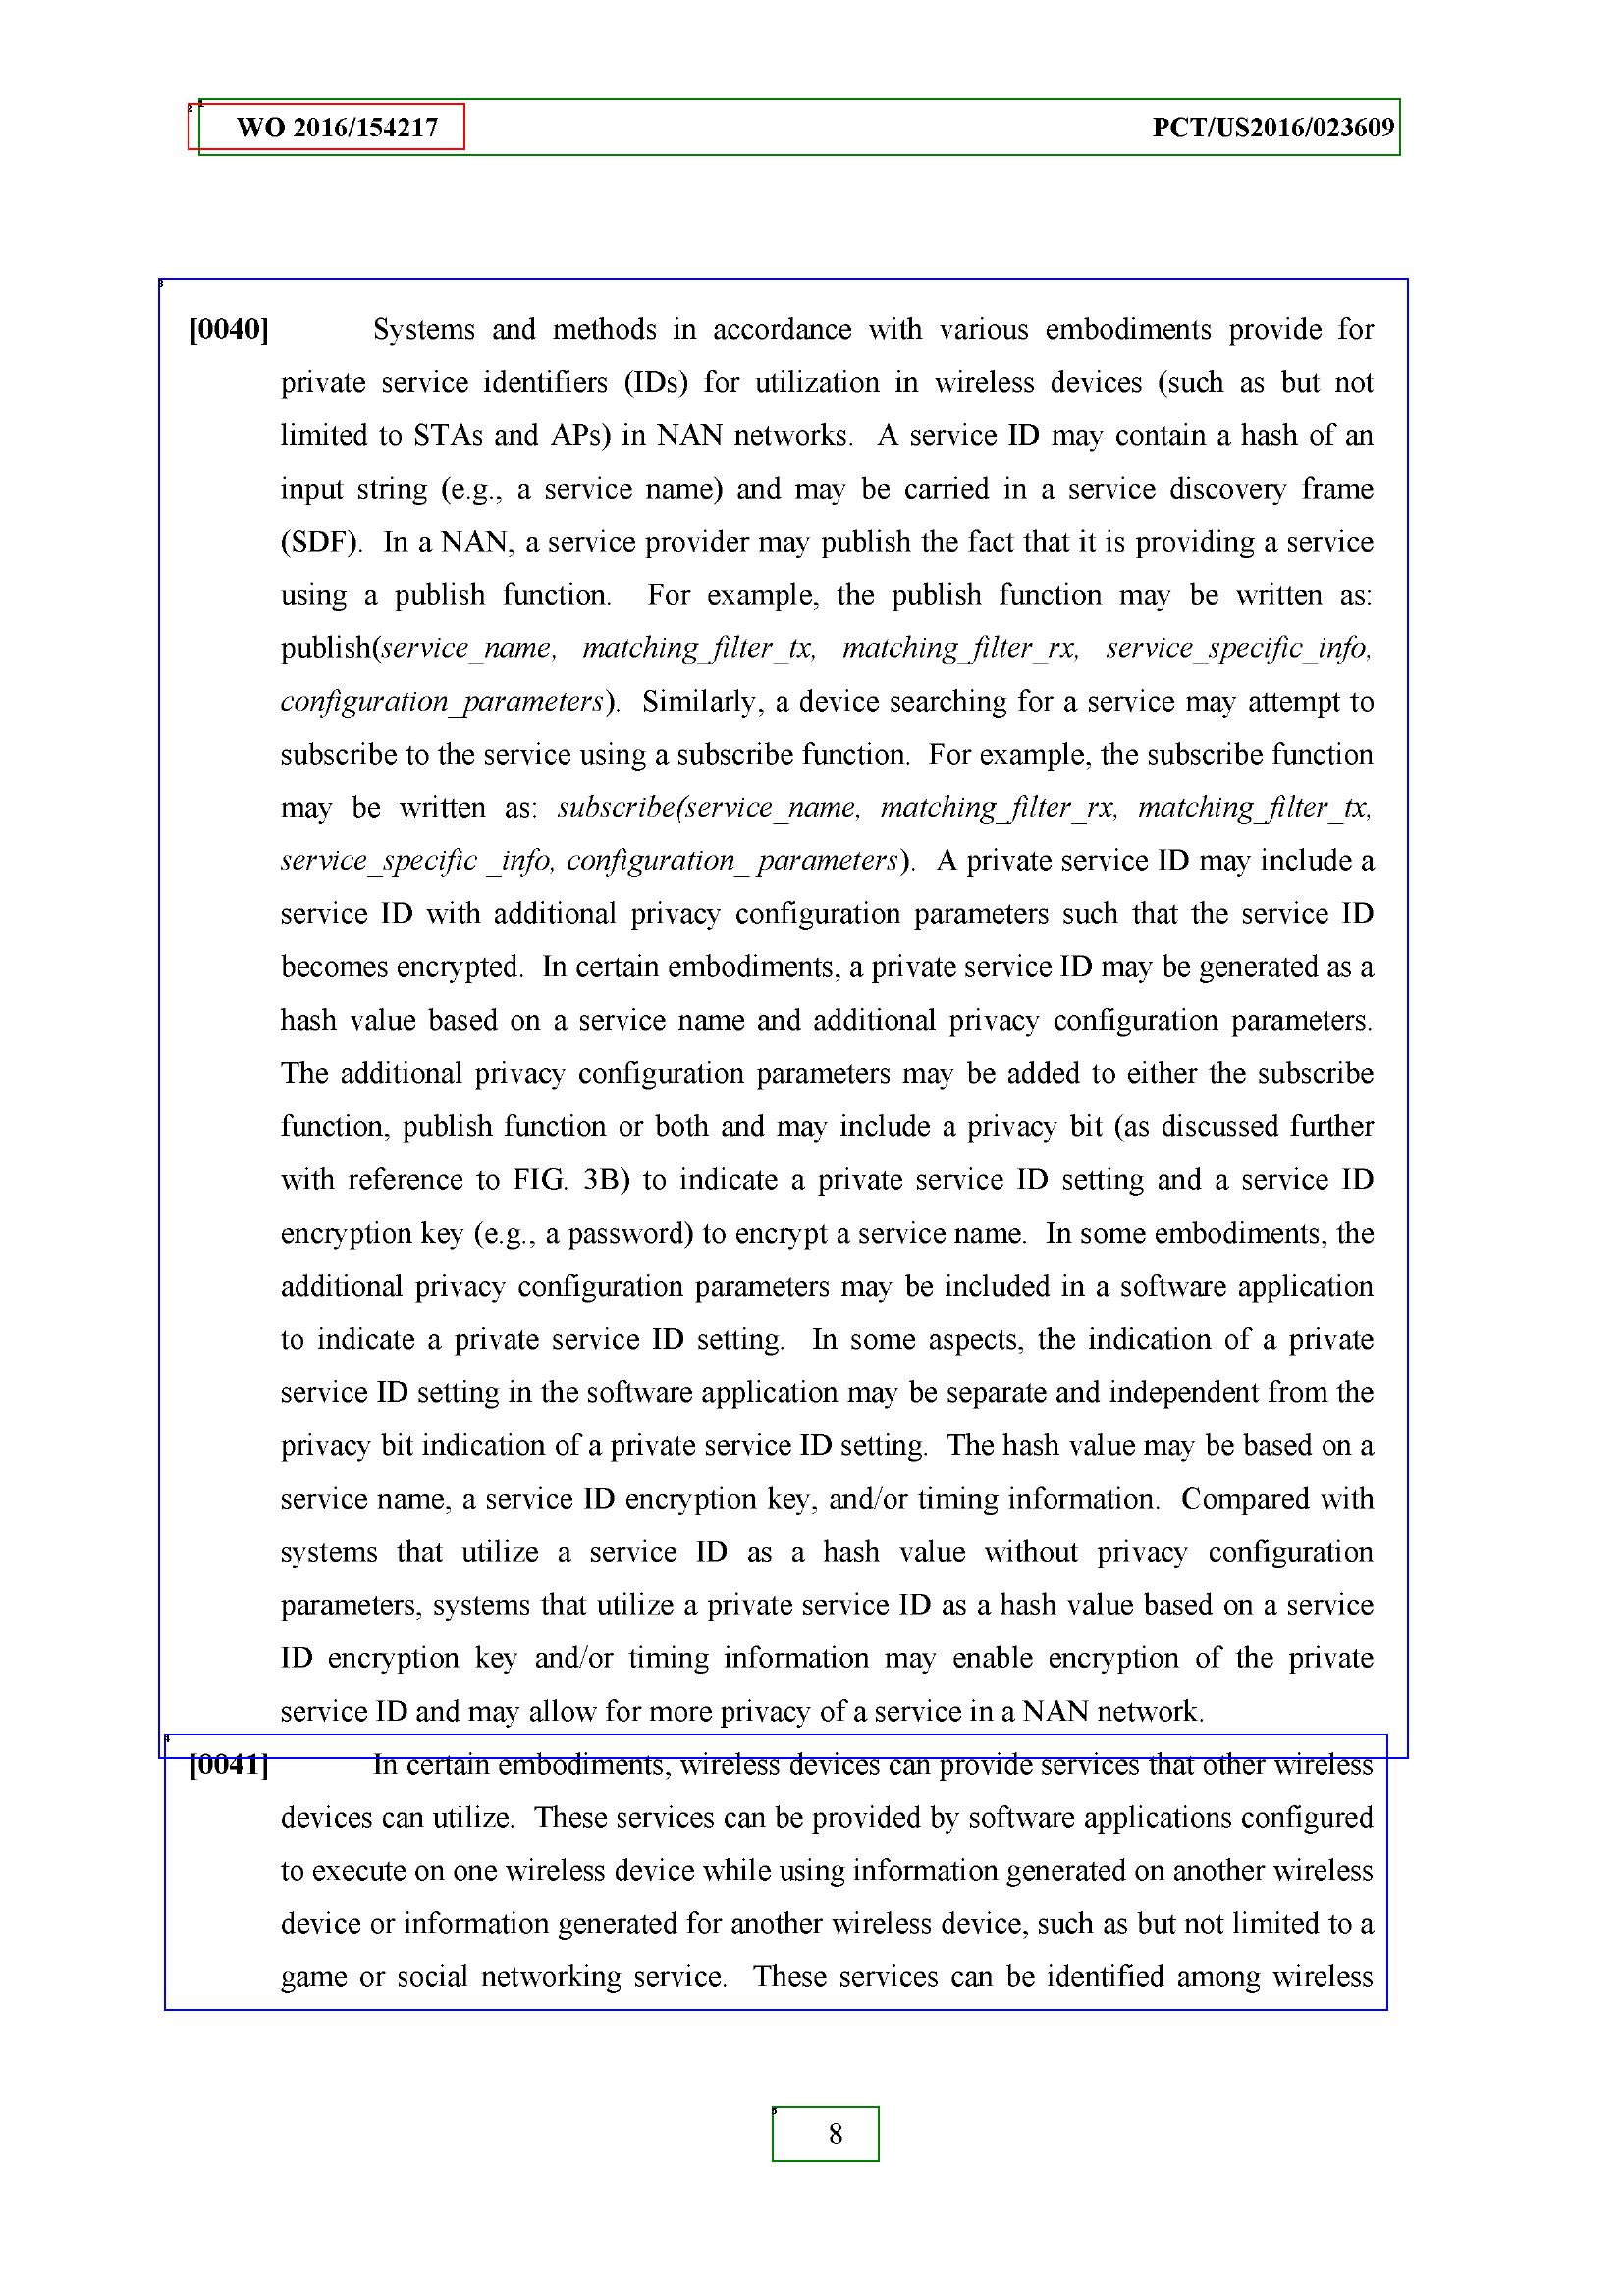 WO 2016/154217 PCT/US2016/023609
[0040] Systems and methods in accordance with various embodiments provide for
private service identifiers (IDs) for utilization in wireless devices (such as but not
limited to STAs and APs) in NAN networks. A service ID may contain a hash of an
input string (e.g., a service name) and may be carried in a service discovery frame
(SDF). In a NAN, a service provider may publish the fact that it is providing a service
using a publish function. For example, the publish function may be written as:
publish(service_name, matching_filter_tx, matching_filter_rx, service_specific_info,
configuration_parameters). Similarly, a device searching for a service may attempt to
subscribe to the service using a subscribe function. For example, the subscribe function
may be written as: subscribe(service_name, matching_filter_rx, matching_filter_tx,
service_specific _info, configuration_ parameters). A private service ID may include a
service ID with additional privacy configuration parameters such that the service ID
becomes encrypted. In certain embodiments, a private service ID may be generated as a
hash value based on a service name and additional privacy configuration parameters.
The additional privacy configuration parameters may be added to either the subscribe
function, publish function or both and may include a privacy bit (as discussed further
with reference to FIG. 3B) to indicate a private service ID setting and a service ID
encryption key (e.g., a password) to encrypt a service name. In some embodiments, the
additional privacy configuration parameters may be included in a software application
to indicate a private service ID setting. In some aspects, the indication of a private
service ID setting in the software application may be separate and independent from the
privacy bit indication of a private service ID setting. The hash value may be based on a
service name, a service ID encryption key, and/or timing information. Compared with
systems that utilize a service ID as a hash value without privacy configuration
parameters, systems that utilize a private service ID as a hash value based on a service
ID encryption key and/or timing information may enable encryption of the private
service ID and may allow for more privacy of a service in a NAN network.
[0041] In certain embodiments, wireless devices can provide services that other wireless
devices can utilize. These services can be provided by software applications configured
to execute on one wireless device while using information generated on another wireless
device or information generated for another wireless device, such as but not limited to a
game or social networking service. These services can be identified among wireless
8